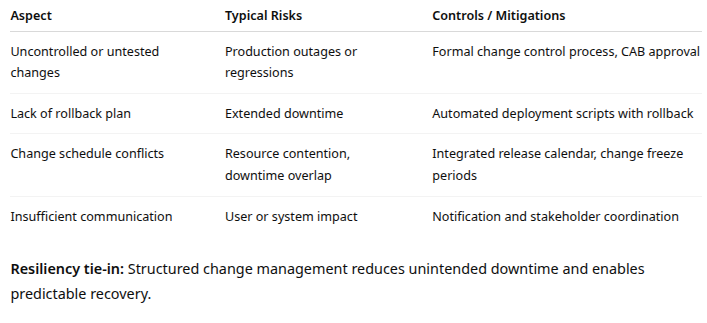 Aspect Typical Risks Controls / Mitigations
Uncontrolled or untested changes Production outages or regressions Formal change control process, CAB approval
Lack of rollback plan Extended downtime Automated deployment scripts with rollback
Change schedule conflicts Resource contention, downtime overlap Integrated release calendar, change freeze periods
Insufficient communication User or system impact Notification and stakeholder coordination
Resiliency tie-in: Structured change management reduces unintended downtime and enables
predictable recovery.